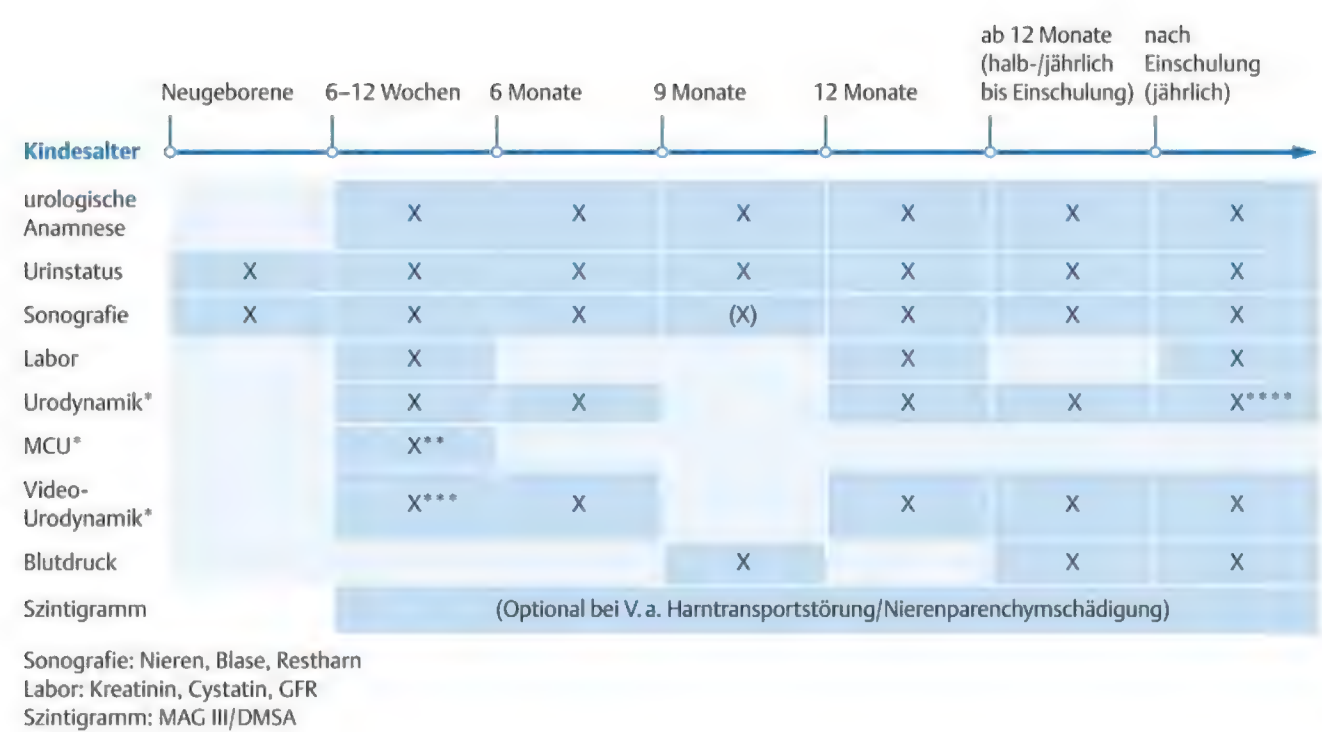 ab 12 Monate nach
(halb-/jährlich Einschulung
Neugeborene 6–12 Wochen 6 Monate 9 Monate 12 Monate bis Einschulung) (jährlich)
Kindesalter
urologische
Anamnese X X X X X X
Urinstatus X X X X X X X
Sonografie X X X (X) X X X
Labor X X X
Urodynamik* X X X X X****
MCU* X**
Video-
Urodynamik* X*** X X X X
Blutdruck X X X
Szintigramm (Optional bei V. a. Harntransportstörung/Nierenparenchymschädigung)
Sonografie: Nieren, Blase, Restharn
Labor: Kreatinin, Cystatin, GFR
Szintigramm: MAG III/DMSA